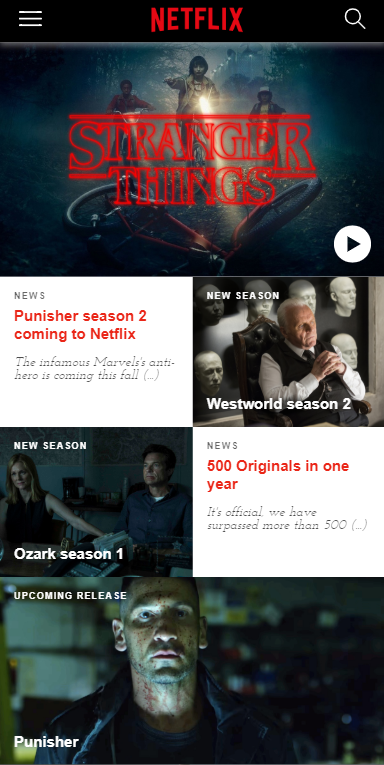 NETFLIX
STRANGER
THINGS
NEWS
Punisher season 2
coming to Netflix
The infamous Marvels's anti-
hero is coming this fall (...)
NEW SEASON
Westworld season 2
NEW SEASON
Ozark season 1
NEWS
500 Originals in one
year
It's official, we have
surpassed more than 500 (...)
UPCOMING RELEASE
Punisher